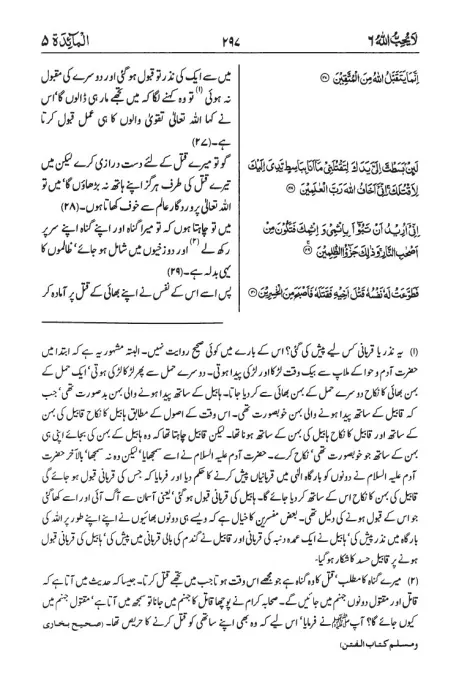 لا يحب الله ٦
٢٩٧
المآئدة ٥
إِنَّمَا يَتَقَبَّلُ اللَّهُ مِنَ الْمُتَّقِينَ ﴿٢٧﴾
لَئِنْ بَسَطْتَ إِلَيَّ يَدَكَ لِتَقْتُلَنِي مَا أَنَا بِبَاسِطٍ يَدِيَ إِلَيْكَ
لِأَقْتُلَكَ إِنِّي أَخَافُ اللَّهَ رَبَّ الْعَالَمِينَ ﴿٢٨﴾
إِنِّي أُرِيدُ أَنْ تَبُوءَ بِإِثْمِي وَإِثْمِكَ فَتَكُونَ مِنْ
أَصْحَابِ النَّارِ وَذَلِكَ جَزَاءُ الظَّالِمِينَ ﴿٢٩﴾
فَطَوَّعَتْ لَهُ نَفْسُهُ قَتْلَ أَخِيهِ فَقَتَلَهُ فَأَصْبَحَ مِنَ الْخَاسِرِينَ ﴿٣٠﴾
میں سے ایک کی نذر تو قبول ہو گئی اور دوسرے کی مقبول
نہ ہوئی (١) تو وہ کہنے لگا کہ میں تجھے مار ہی ڈالوں گا' اس
نے کہا اللہ تعالیٰ تقویٰ والوں کا ہی عمل قبول کرتا
ہے۔ (٢٧)
گو تو میرے قتل کے لئے دست درازی کرے لیکن میں
تیرے قتل کی طرف ہرگز اپنے ہاتھ نہ بڑھاؤں گا' میں تو
اللہ تعالیٰ پروردگار عالم سے خوف کھاتا ہوں۔ (٢٨)
میں تو چاہتا ہوں کہ تو میرا گناہ اور اپنے گناہ اپنے سر پر
رکھ لے (٢) اور دوزخیوں میں شامل ہو جائے' ظالموں کا
یہی بدلہ ہے۔ (٢٩)
پس اسے اس کے نفس نے اپنے بھائی کے قتل پر آمادہ کر
(١) یہ نذر یا قربانی کس لیے پیش کی گئی؟ اس کے بارے میں کوئی صحیح روایت نہیں۔ البتہ مشہور یہ ہے کہ ابتدا میں
حضرت آدم و حوا کے ملاپ سے بیک وقت لڑکا اور لڑکی پیدا ہوتی۔ دوسرے حمل سے پھر لڑکا لڑکی ہوتی' ایک حمل کے
بہن بھائی کا نکاح دوسرے حمل کے بہن بھائی سے کر دیا جاتا۔ ہابیل کے ساتھ پیدا ہونے والی بہن بدصورت تھی' جب
کہ قابیل کے ساتھ پیدا ہونے والی بہن خوبصورت تھی۔ اس وقت کے اصول کے مطابق ہابیل کا نکاح قابیل کی بہن
کے ساتھ اور قابیل کا نکاح ہابیل کی بہن کے ساتھ ہونا تھا۔ لیکن قابیل چاہتا تھا کہ وہ ہابیل کی بہن کی بجائے اپنی ہی
بہن کے ساتھ جو خوبصورت تھی' نکاح کرے۔ حضرت آدم علیہ السلام نے اسے سمجھایا' لیکن وہ نہ سمجھا' بالآخر حضرت
آدم علیہ السلام نے دونوں کو بارگاہ الٰہی میں قربانیاں پیش کرنے کا حکم دیا اور فرمایا کہ جس کی قربانی قبول ہو جائے گی
قابیل کی بہن کا نکاح اس کے ساتھ کر دیا جائے گا۔ ہابیل کی قربانی قبول ہو گئی' یعنی آسمان سے آگ آئی اور اسے کھا گئی
جو اس کے قبول ہونے کی دلیل تھی۔ بعض مفسرین کا خیال ہے کہ ویسے ہی دونوں بھائیوں نے اپنے اپنے طور پر اللہ کی
بارگاہ میں نذر پیش کی' ہابیل نے ایک عمدہ دنبہ کی قربانی اور قابیل نے گندم کی بالی قربانی میں پیش کی' ہابیل کی قربانی قبول
ہونے پر قابیل حسد کا شکار ہو گیا۔
(٢) میرے گناہ کا مطلب' قتل کا وہ گناہ ہے جو مجھے اس وقت ہوتا جب میں تجھے قتل کرتا۔ جیسا کہ حدیث میں آتا ہے کہ
قاتل اور مقتول دونوں جہنم میں جائیں گے۔ صحابہ کرام نے پوچھا قاتل کا جہنم میں جانا تو سمجھ میں آتا ہے' مقتول جہنم میں
کیوں جائے گا؟ آپ ﷺ نے فرمایا' اس لیے کہ وہ بھی اپنے ساتھی کو قتل کرنے کا حریص تھا۔ (صحیح بخاری
ومسلم کتاب الفتن)